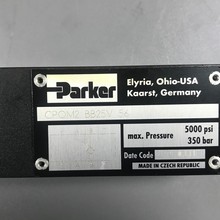 Parker
Elyria, Ohio-USA
Kaarst, Germany
max. Pressure
5000 psi
350 bar
Date Code
MADE IN CZECH REPUBLIC